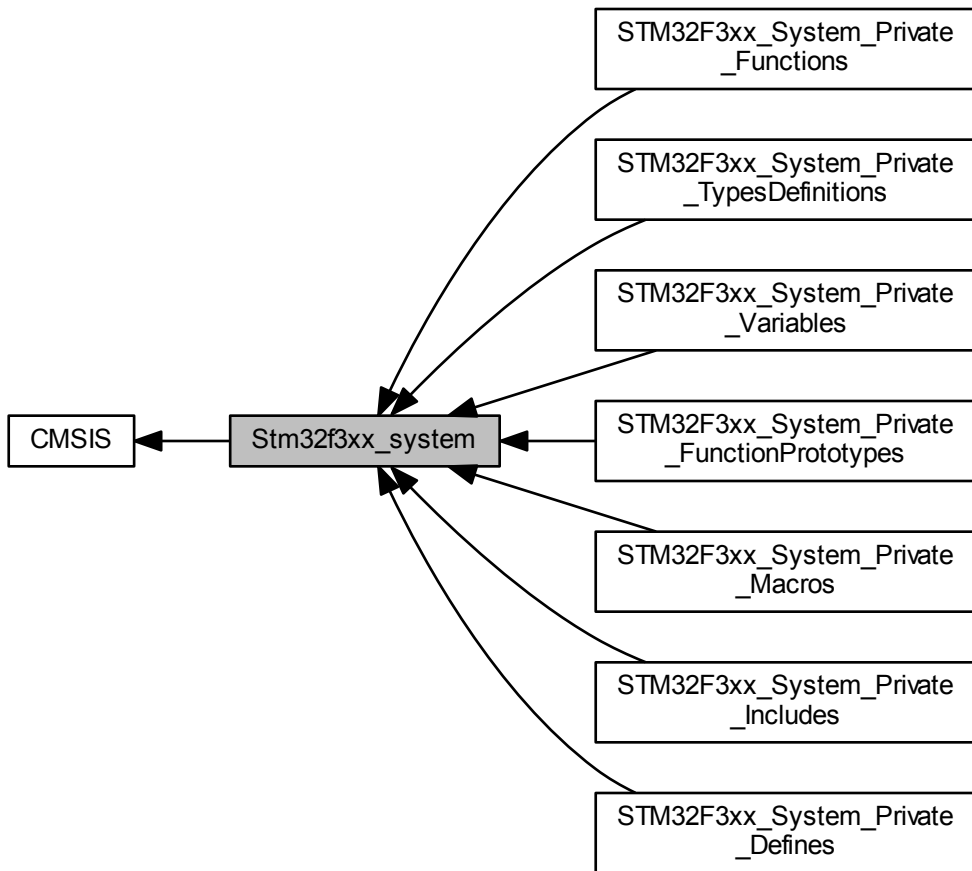 STM32F3xx_System_Private
_Functions
STM32F3xx_System_Private
_TypesDefinitions
STM32F3xx_System_Private
_Variables
CMSIS
Stm32f3xx_system
STM32F3xx_System_Private
_FunctionPrototypes
STM32F3xx_System_Private
_Macros
STM32F3xx_System_Private
_Includes
STM32F3xx_System_Private
_Defines